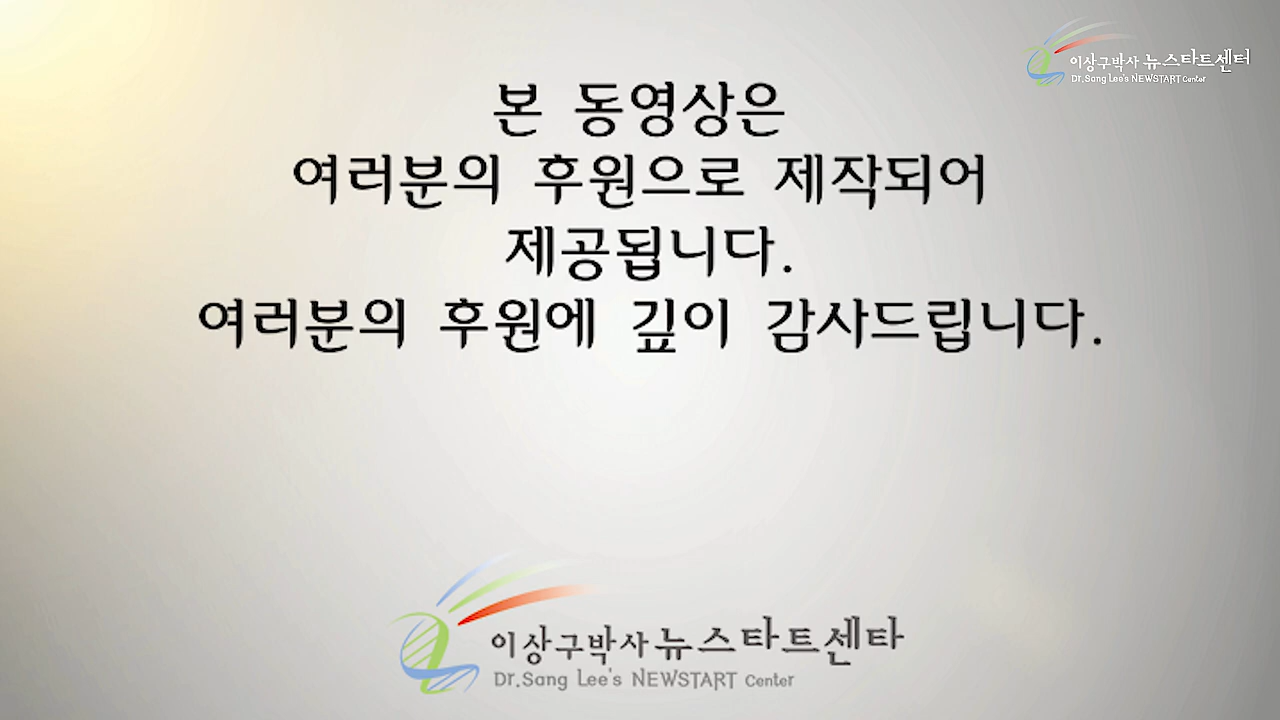 이상구박사 뉴스타트센터
Dr.Sang Lee's NEWSTART Center
본 동영상은
여러분의 후원으로 제작되어
제공됩니다.
여러분의 후원에 깊이 감사드립니다.
이상구박사 뉴스타트센타
Dr.Sang Lee's NEWSTART Center